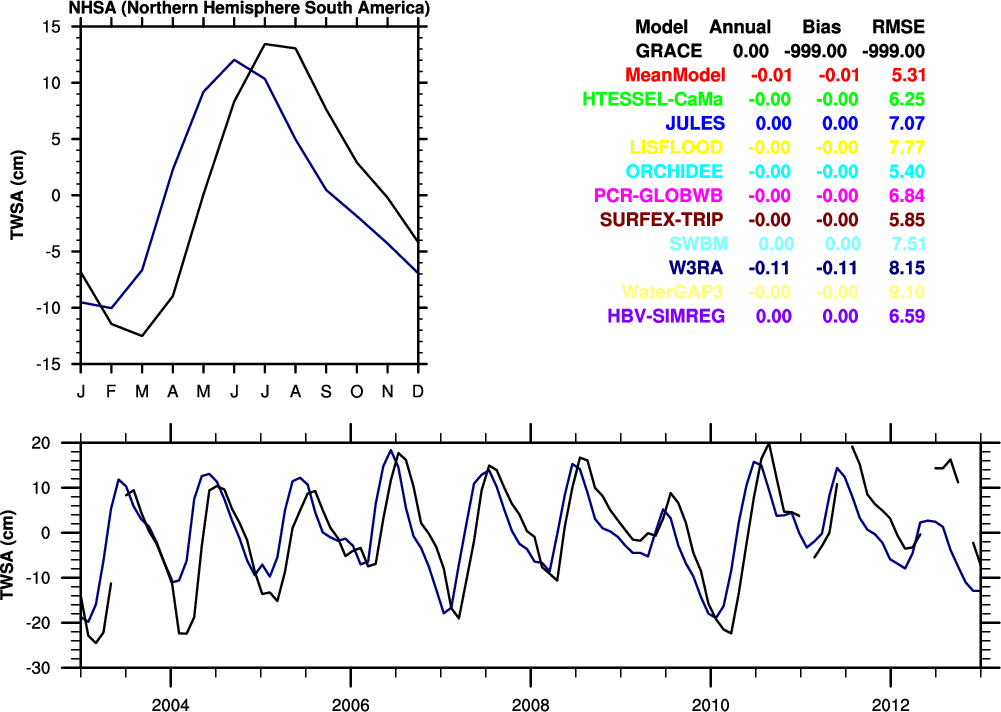 NHSA (Northern Hemisphere South America)
15
10
5
0
-5
-10
-15
TWSA (cm)
J F M A M J J A S O N D
Model Annual Bias RMSE
GRACE 0.00 -999.00 -999.00
MeanModel -0.01 -0.01 5.31
HTESSEL-CaMa -0.00 -0.00 6.25
JULES 0.00 0.00 7.07
LISFLOOD -0.00 -0.00 7.77
ORCHIDEE -0.00 -0.00 5.40
PCR-GLOBWB -0.00 -0.00 6.84
SURFEX-TRIP -0.00 -0.00 5.85
SWBM 0.00 0.00 7.51
W3RA -0.11 -0.11 8.15
WaterGAP3 -0.00 -0.00 9.10
HBV-SIMREG 0.00 0.00 6.59
20
10
0
-10
-20
-30
TWSA (cm)
2004 2006 2008 2010 2012